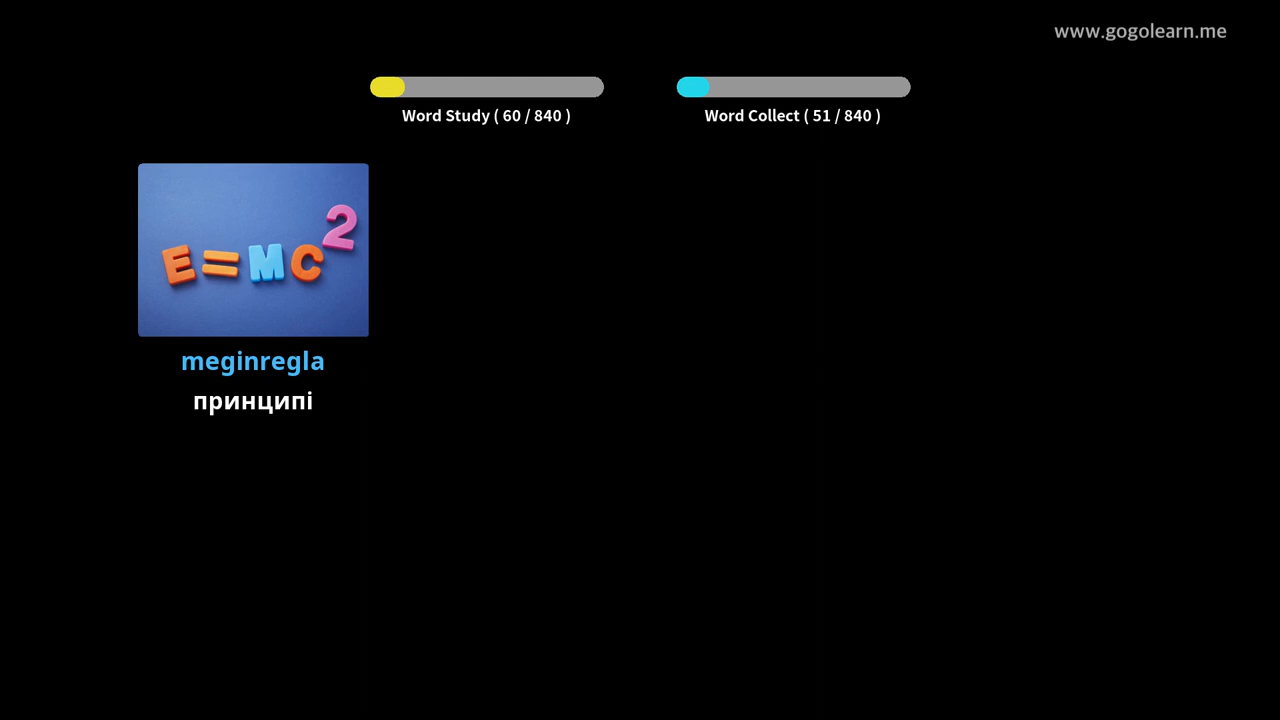 www.gogolearn.me
Word Study ( 60 / 840 )
Word Collect ( 51 / 840 )
E=MC2
meginregla
принципі